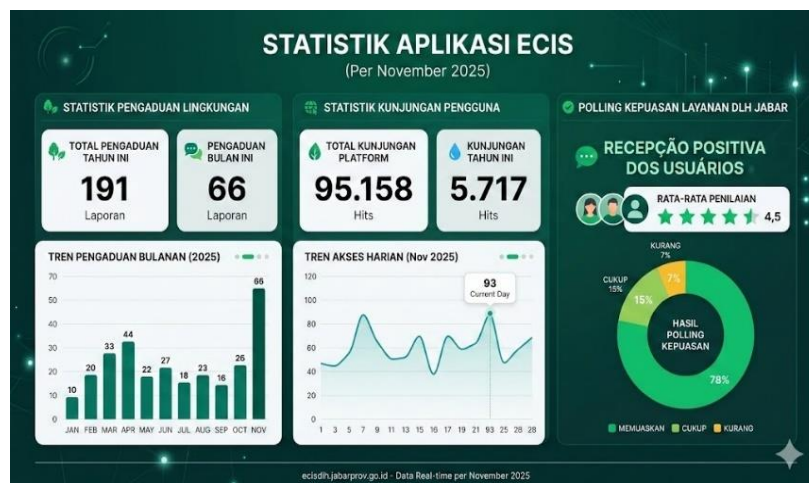 STATISTIK APLIKASI ECIS
(Per November 2025)
STATISTIK PENGADUAN LINGKUNGAN
TOTAL PENGADUAN
TAHUN INI
191
Laporan
PENGADUAN
BULAN INI
66
Laporan
TREN PENGADUAN BULANAN (2025)
70
60
50
40
30
20
10
0
10
20
33
44
22
27
18
23
16
26
66
JAN FEB MAR APR MAY JUN JUL AUG SEP OCT NOV
STATISTIK KUNJUNGAN PENGGUNA
TOTAL KUNJUNGAN
PLATFORM
95.158
Hits
KUNJUNGAN
TAHUN INI
5.717
Hits
TREN AKSES HARIAN (Nov 2025)
120
100
80
60
40
20
0
93
Current Day
1 3 5 7 9 11 13 15 16 17 19 21 93 25 28 28
POLLING KEPUASAN LAYANAN DLH JABAR
RECEPÇÃO POSITIVA
DOS USUÁRIOS
RATA-RATA PENILAIAN
4,5
KURANG
7%
CUKUP
15%
7%
15%
78%
HASIL
POLLING
KEPUASAN
MEMUASKAN CUKUP KURANG
ecisdlh.jabarprov.go.id - Data Real-time per November 2025